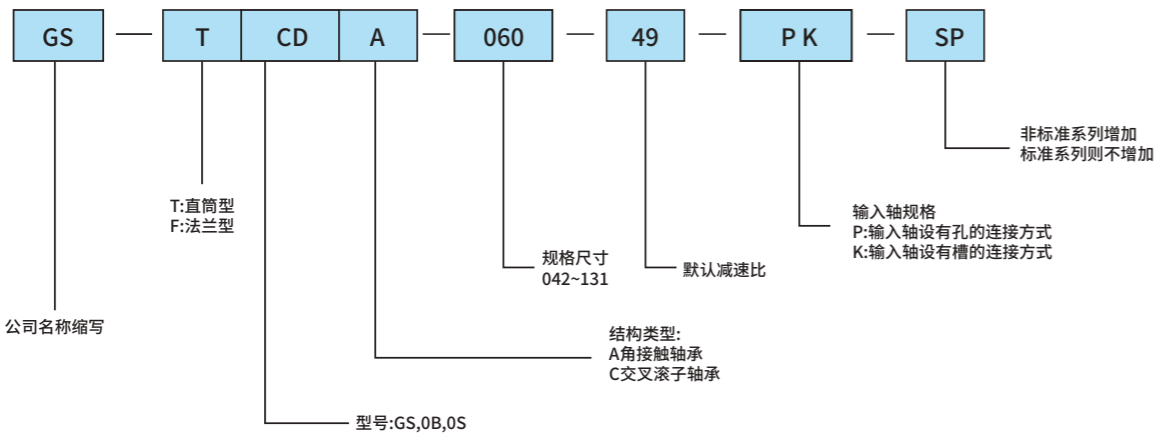 GS — T CD A — 060 — 49 — P K — SP
非标准系列增加
标准系列则不增加
T:直筒型
F:法兰型
输入轴规格
P:输入轴设有孔的连接方式
K:输入轴设有槽的连接方式
规格尺寸
042~131
默认减速比
公司名称缩写
结构类型:
A角接触轴承
C交叉滚子轴承
型号:GS,0B,0S